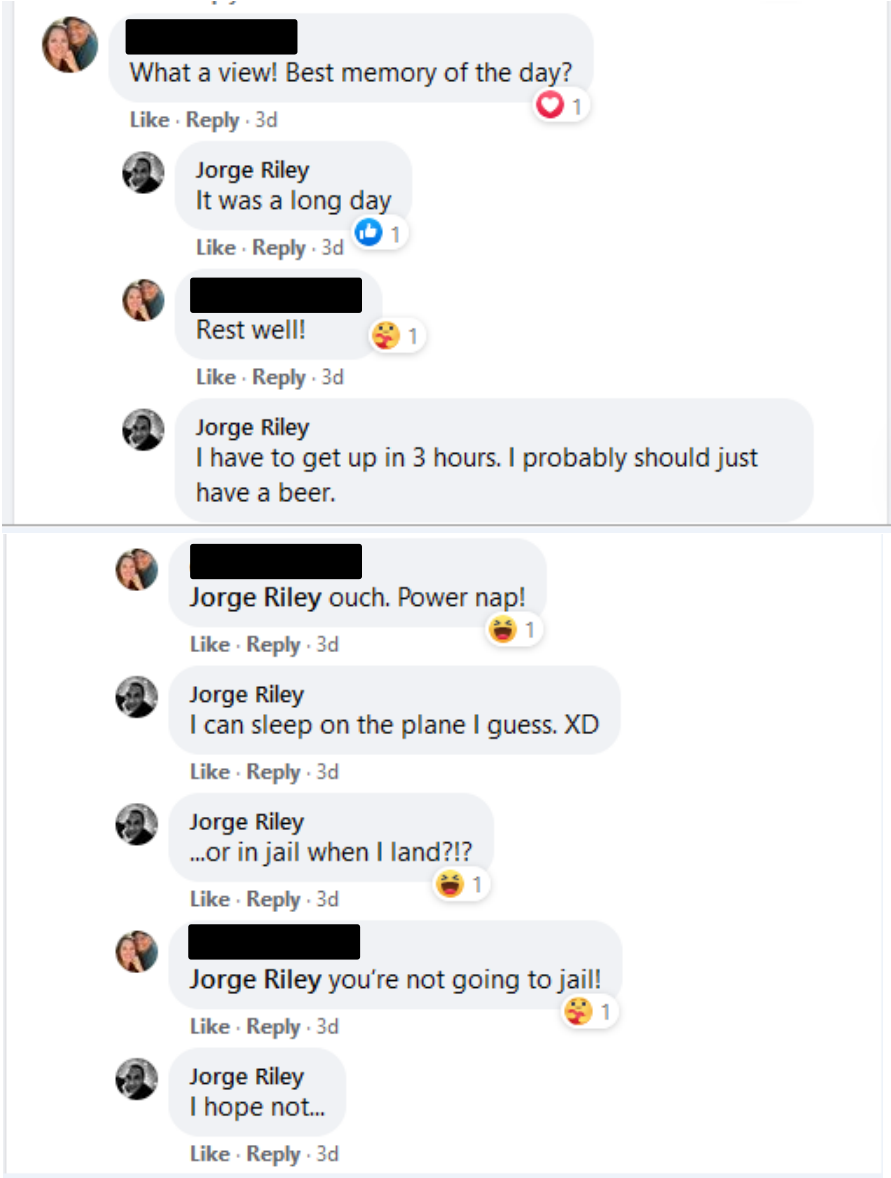 What a view! Best memory of the day?
1
Like · Reply · 3d
Jorge Riley
It was a long day
1
Like · Reply · 3d
Rest well!
1
Like · Reply · 3d
Jorge Riley
I have to get up in 3 hours. I probably should just
have a beer.
Jorge Riley ouch. Power nap!
1
Like · Reply · 3d
Jorge Riley
I can sleep on the plane I guess. XD
Like · Reply · 3d
Jorge Riley
...or in jail when I land?!?
1
Like · Reply · 3d
Jorge Riley you're not going to jail!
1
Like · Reply · 3d
Jorge Riley
I hope not...
Like · Reply · 3d